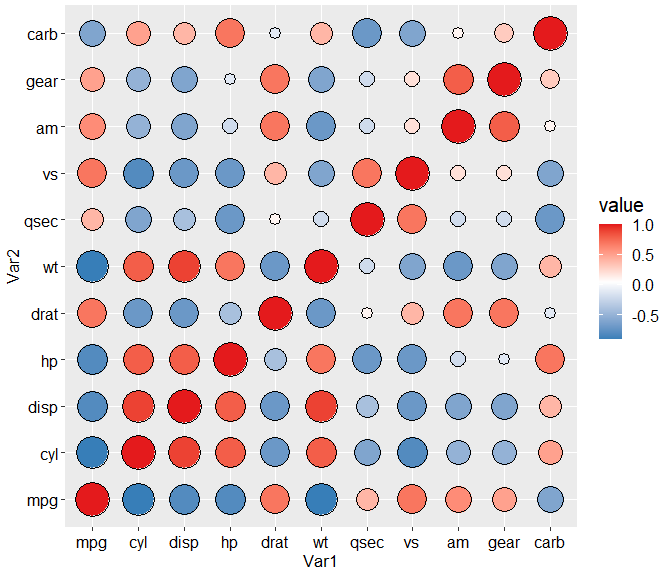 carb
gear
am
vs
qsec
wt
drat
hp
disp
cyl
mpg
Var2
mpg cyl disp hp drat wt qsec vs am gear carb
Var1
value
1.0
0.5
0.0
-0.5